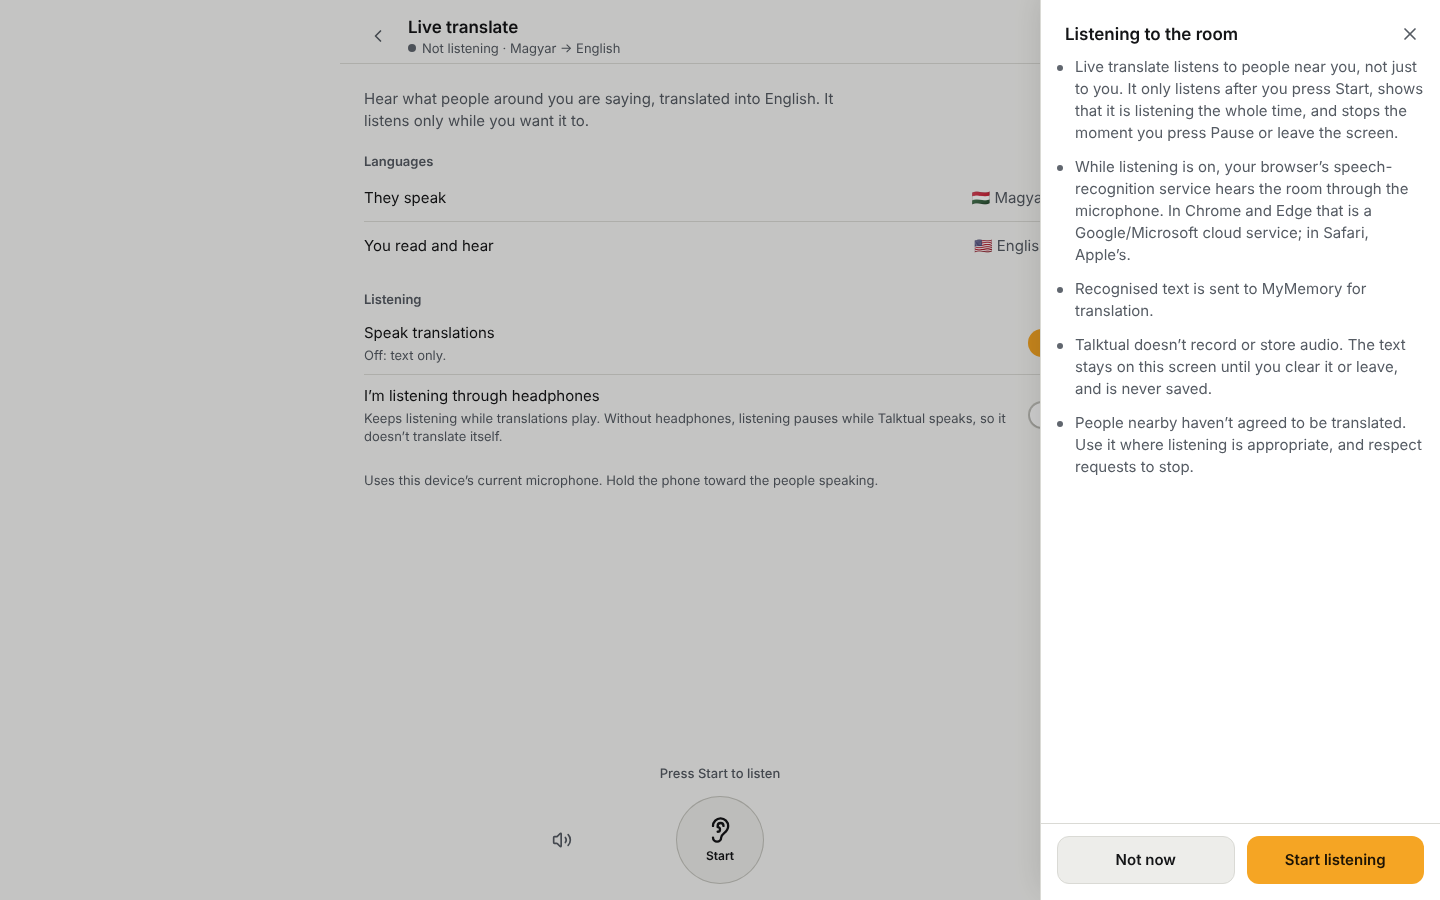 Live translate
Not listening · Magyar → English
Hear what people around you are saying, translated into English. It
listens only while you want it to.
Languages
They speak
Magya
You read and hear
Englis
Listening
Speak translations
Off: text only.
I’m listening through headphones
Keeps listening while translations play. Without headphones, listening pauses while Talktual speaks, so it
doesn’t translate itself.
Uses this device’s current microphone. Hold the phone toward the people speaking.
Press Start to listen
Start
Listening to the room
Live translate listens to people near you, not just
to you. It only listens after you press Start, shows
that it is listening the whole time, and stops the
moment you press Pause or leave the screen.
While listening is on, your browser’s speech-
recognition service hears the room through the
microphone. In Chrome and Edge that is a
Google/Microsoft cloud service; in Safari,
Apple’s.
Recognised text is sent to MyMemory for
translation.
Talktual doesn’t record or store audio. The text
stays on this screen until you clear it or leave,
and is never saved.
People nearby haven’t agreed to be translated.
Use it where listening is appropriate, and respect
requests to stop.
Not now
Start listening